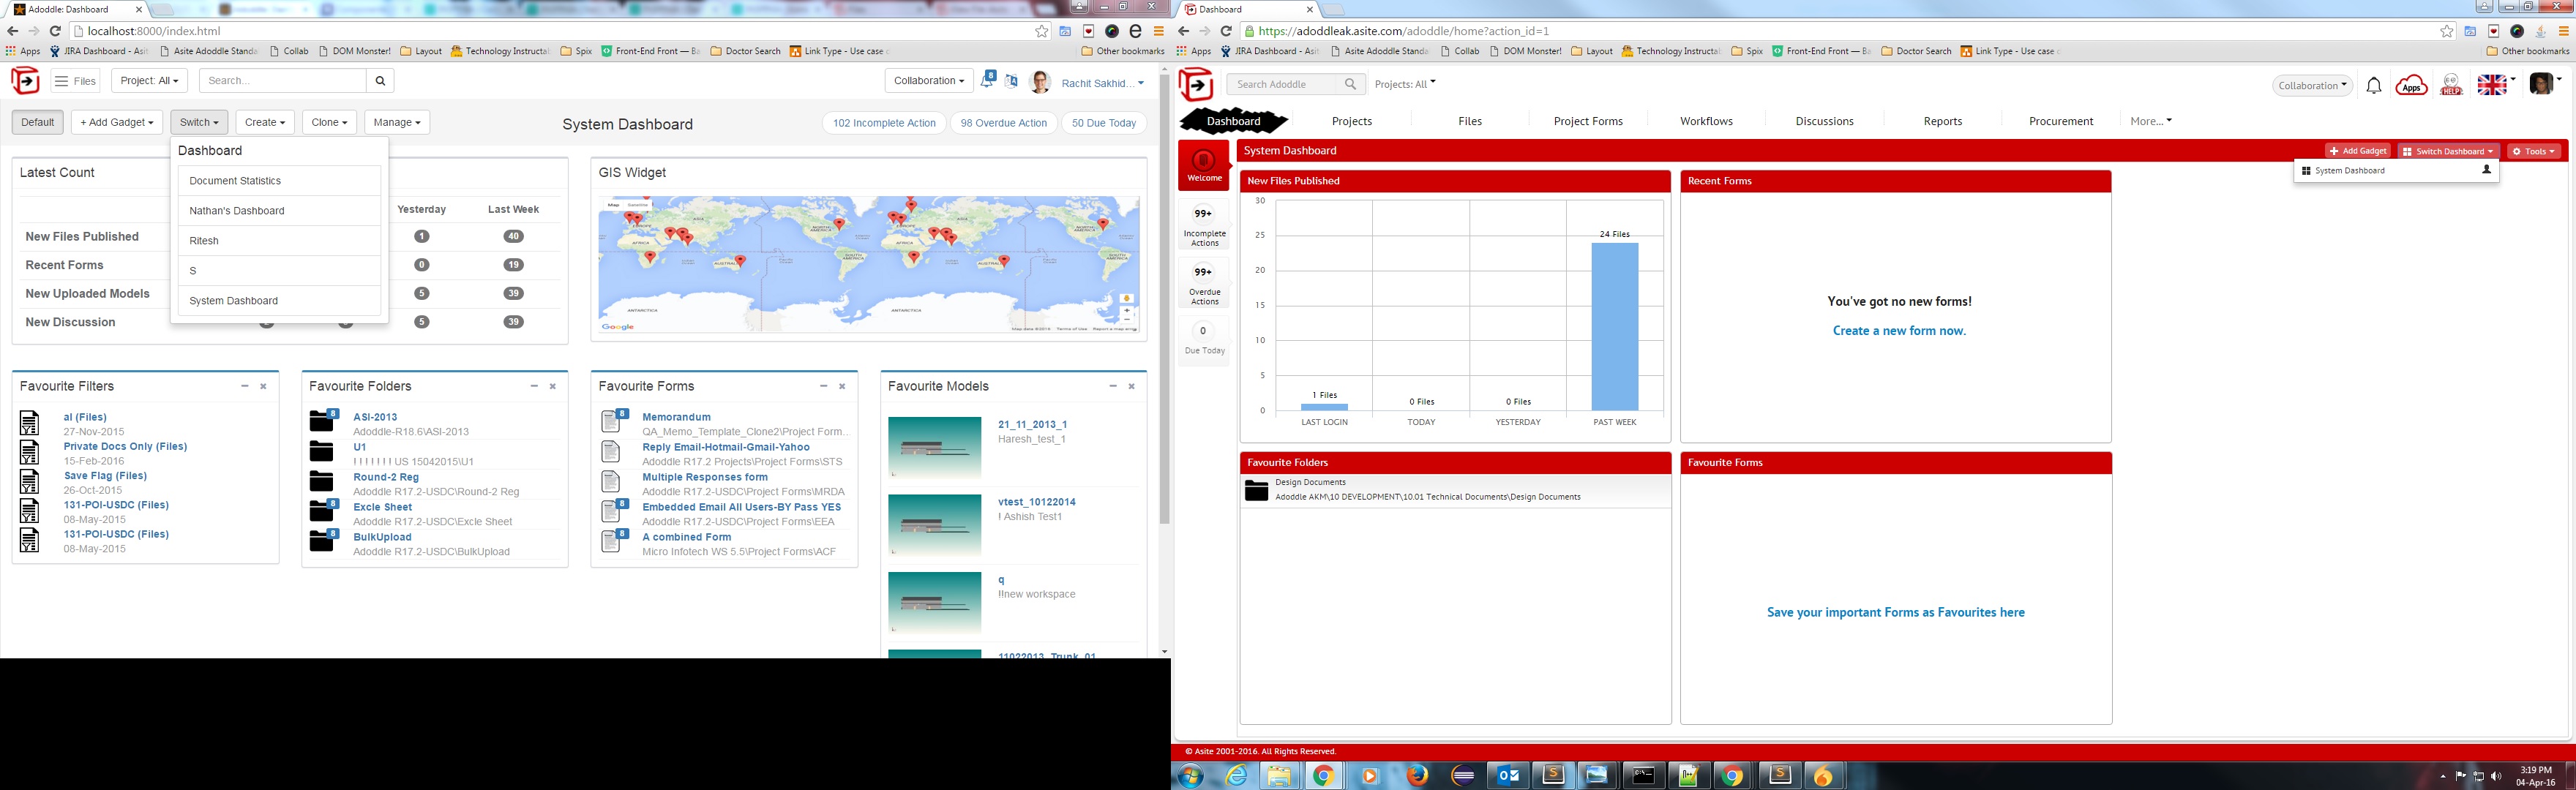 Adoddle: Dashboard
localhost:8000/index.html
Apps JIRA Dashboard - Asit Asite Adoddle Standa Collab DOM Monster! Layout Technology Instructat Spix Front-End Front — Ba Doctor Search Link Type - Use case o Other bookmarks
Files Project: All Search... Collaboration 8 Rachit Sakhid...
Default + Add Gadget Switch Create Clone Manage System Dashboard 102 Incomplete Action 98 Overdue Action 50 Due Today
Dashboard
Document Statistics
Nathan's Dashboard
Ritesh
S
System Dashboard
Latest Count
Yesterday Last Week
New Files Published 1 40
Recent Forms 0 19
New Uploaded Models 5 39
New Discussion 5 39
GIS Widget
Map Satellite
Google
Favourite Filters
al (Files)
27-Nov-2015
Private Docs Only (Files)
15-Feb-2016
Save Flag (Files)
26-Oct-2015
131-POI-USDC (Files)
08-May-2015
131-POI-USDC (Files)
08-May-2015
Favourite Folders
8 ASI-2013
Adoddle-R18.6\ASI-2013
U1
! ! ! ! ! ! ! US 15042015\U1
Round-2 Reg
Adoddle R17.2-USDC\Round-2 Reg
8 Excle Sheet
Adoddle R17.2-USDC\Excle Sheet
8 BulkUpload
Adoddle R17.2-USDC\BulkUpload
Favourite Forms
8 Memorandum
QA_Memo_Template_Clone2\Project Form...
Reply Email-Hotmail-Gmail-Yahoo
Adoddle R17.2 Projects\Project Forms\STS
Multiple Responses form
Adoddle R17.2-USDC\Project Forms\MRDA
8 Embedded Email All Users-BY Pass YES
Adoddle R17.2-USDC\Project Forms\EEA
8 A combined Form
Micro Infotech WS 5.5\Project Forms\ACF
Favourite Models
21_11_2013_1
Haresh_test_1
vtest_10122014
! Ashish Test1
q
!!new workspace
11022013_Trunk_01
Dashboard
https://adoddleak.asite.com/adoddle/home?action_id=1
Apps JIRA Dashboard - Asit Asite Adoddle Standa Collab DOM Monster! Layout Technology Instructat Spix Front-End Front — Ba Doctor Search Link Type - Use case o Other bookmarks
Search Adoddle Projects: All Collaboration Apps HELP
Dashboard Projects Files Project Forms Workflows Discussions Reports Procurement More...
System Dashboard Add Gadget Switch Dashboard Tools
System Dashboard
Welcome
99+
Incomplete
Actions
99+
Overdue
Actions
0
Due Today
New Files Published
30
25
20
15
10
5
0
1 Files
0 Files
0 Files
24 Files
LAST LOGIN TODAY YESTERDAY PAST WEEK
Recent Forms
You've got no new forms!
Create a new form now.
Favourite Folders
Design Documents
Adoddle AKM\10 DEVELOPMENT\10.01 Technical Documents\Design Documents
Favourite Forms
Save your important Forms as Favourites here
© Asite 2001-2016. All Rights Reserved.
3:19 PM
04-Apr-16